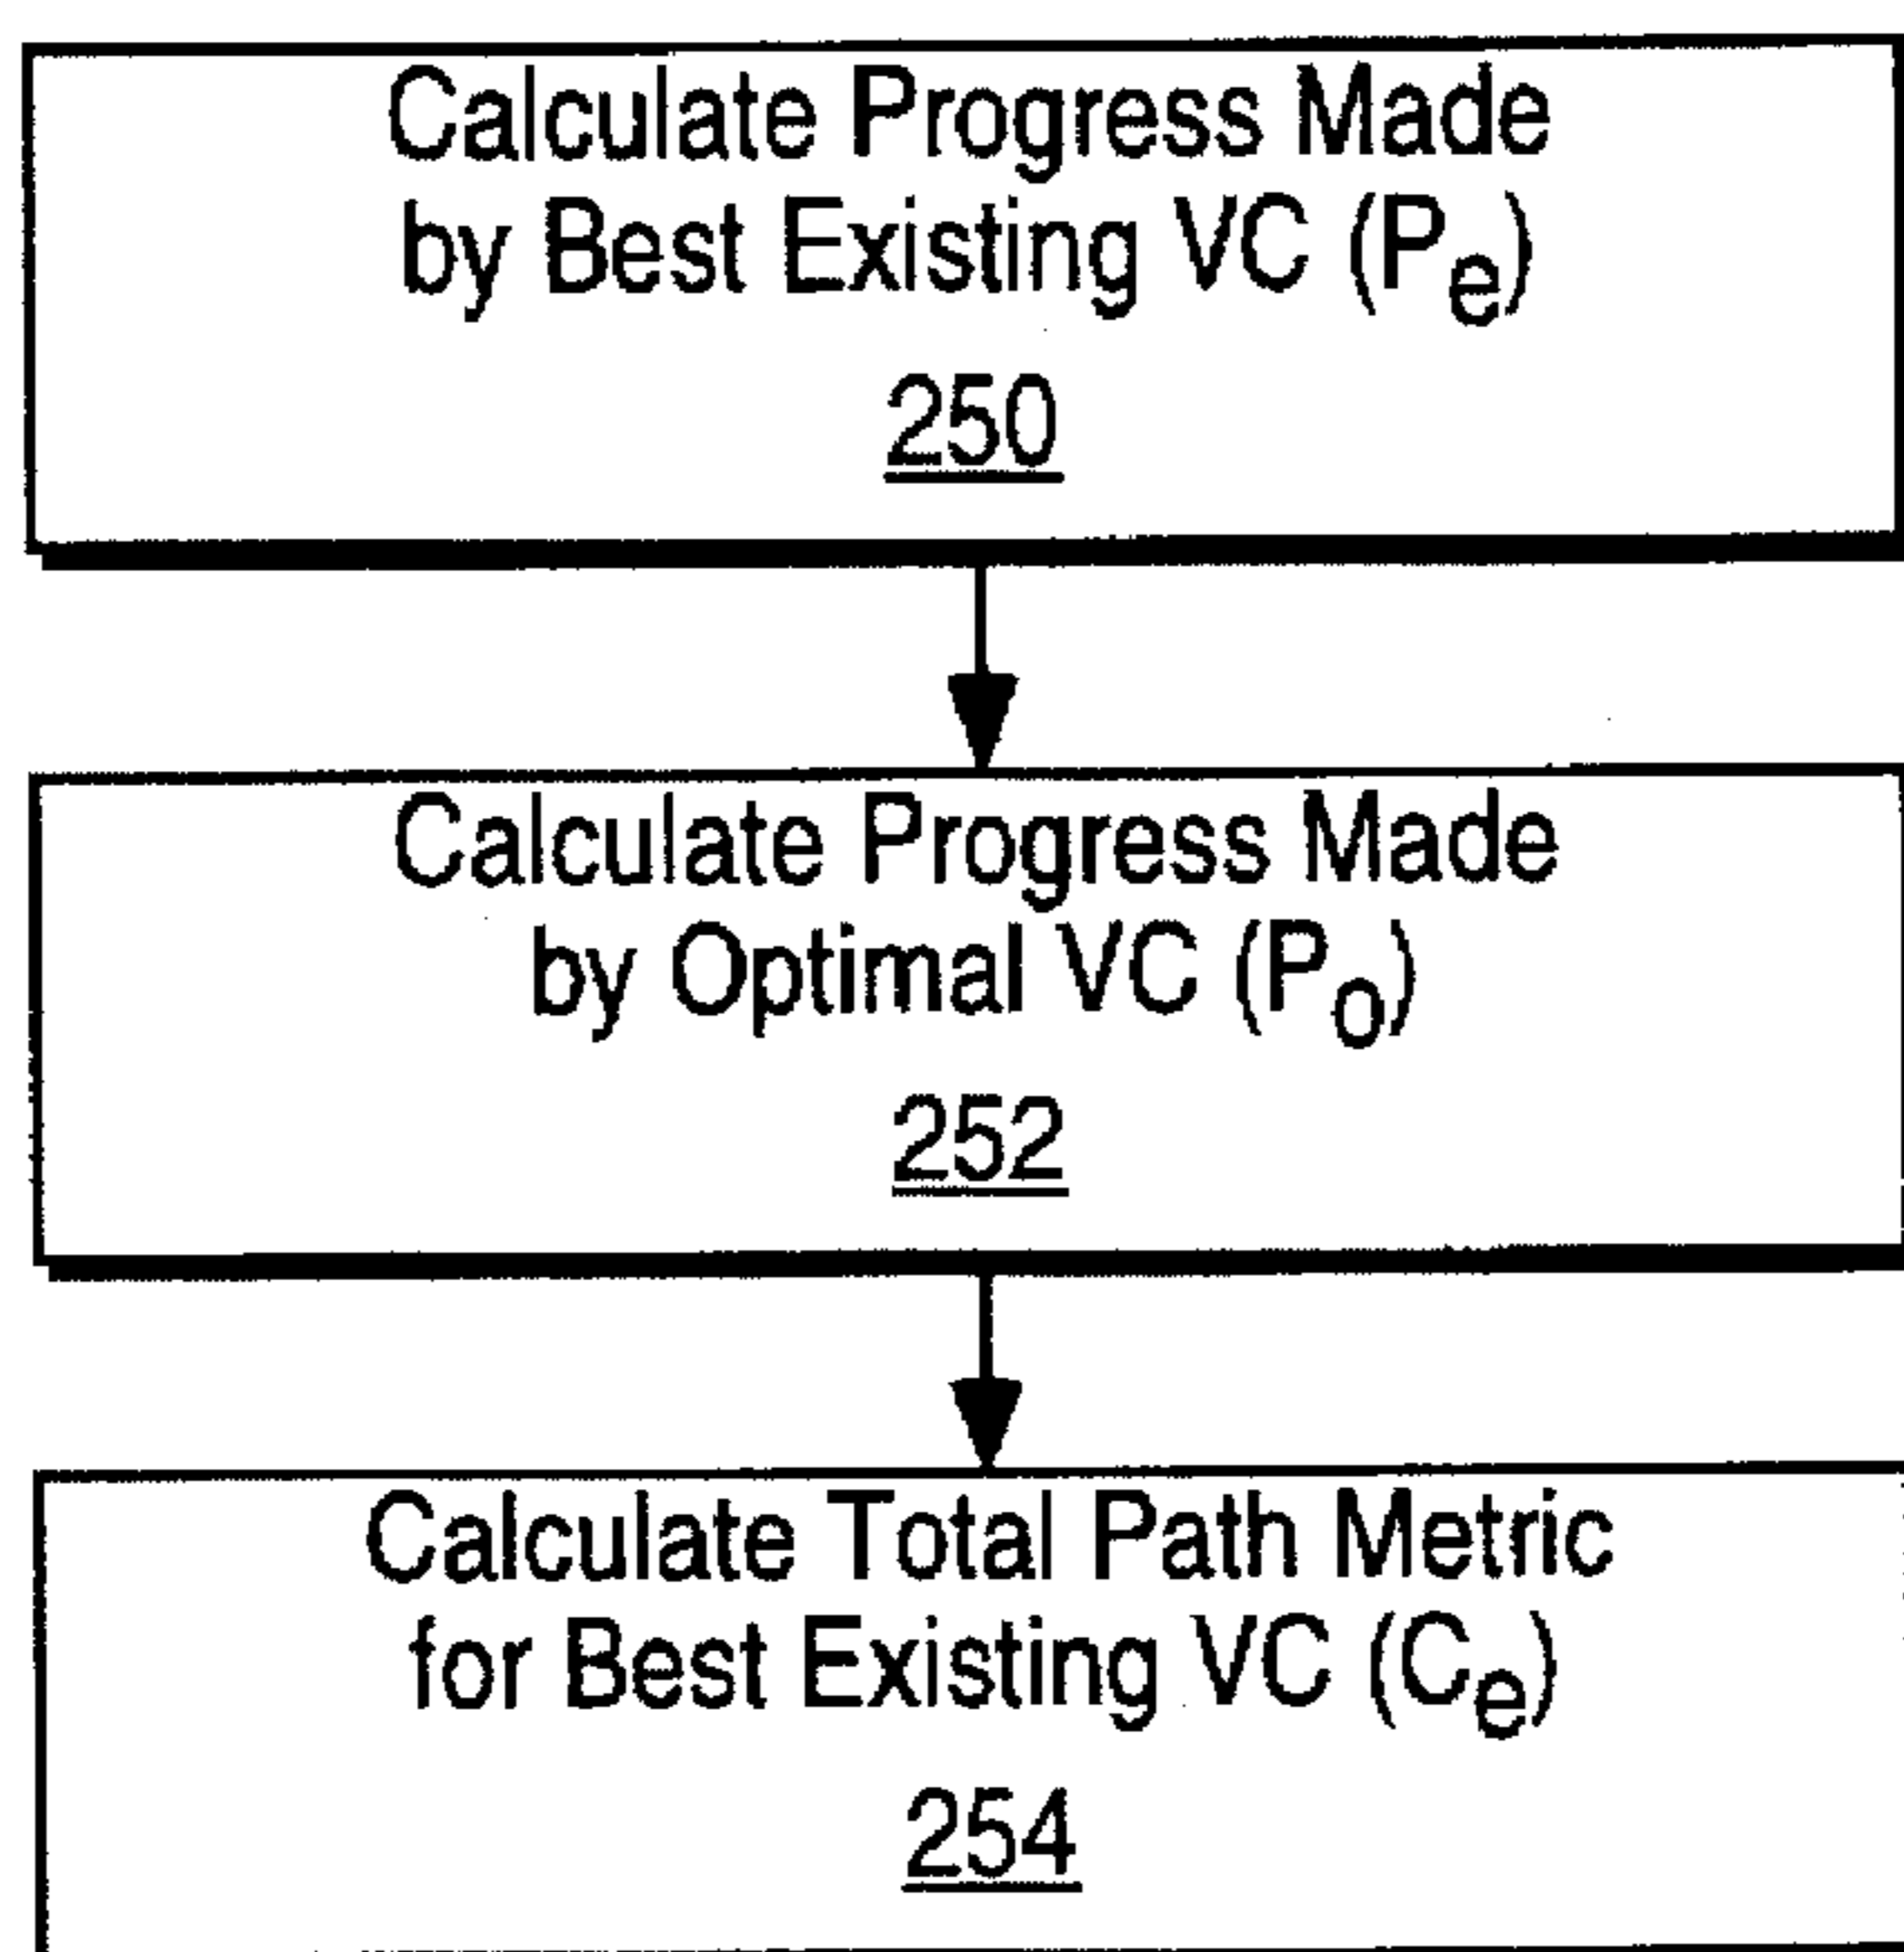 Calculate Progress Made
by Best Existing VC (Pe)
250
Calculate Progress Made
by Optimal VC (Po)
252
Calculate Total Path Metric
for Best Existing VC (Ce)
254